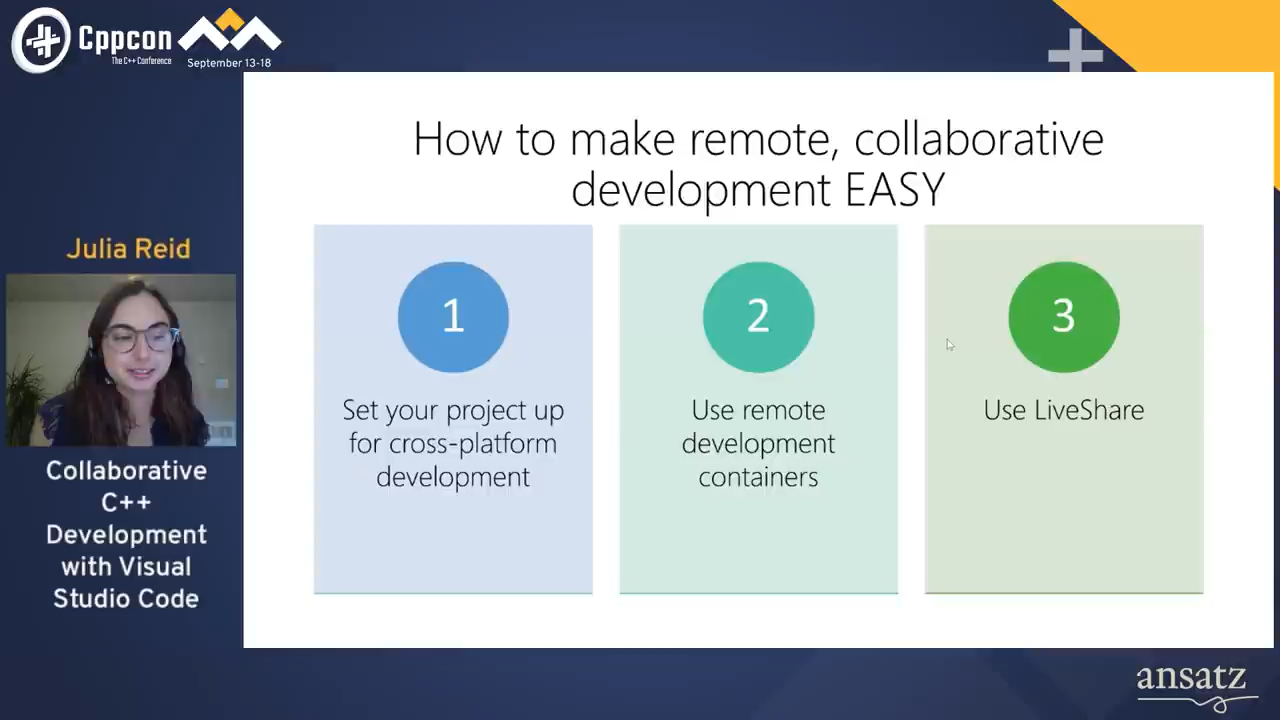 Cppcon
The C++ Conference
September 13-18
How to make remote, collaborative
development EASY
Julia Reid
Collaborative
C++
Development
with Visual
Studio Code
1
Set your project up
for cross-platform
development
2
Use remote
development
containers
3
Use LiveShare
ansatz